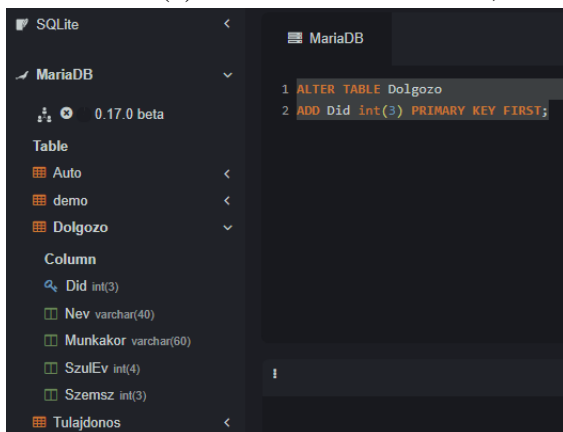 SQLite
MariaDB
0.17.0 beta
Table
Auto
demo
Dolgozo
Column
Did int(3)
Nev varchar(40)
Munkakor varchar(60)
SzulEv int(4)
Szemsz int(3)
Tulajdonos
MariaDB
1 ALTER TABLE Dolgozo
2 ADD Did int(3) PRIMARY KEY FIRST;